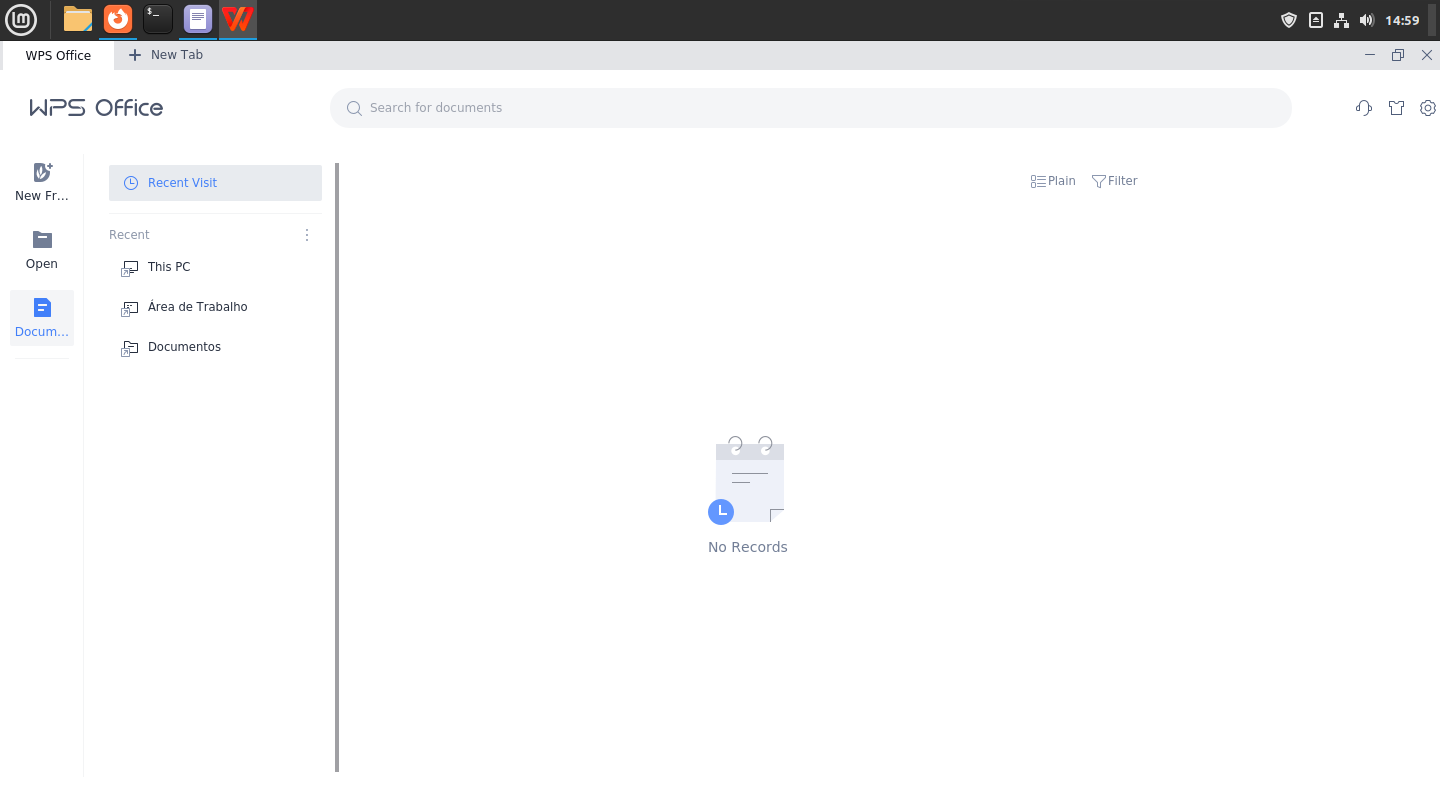 14:59
WPS Office
New Tab
WPS Office
Search for documents
New Fr...
Open
Docum...
Recent Visit
Recent
This PC
Área de Trabalho
Documentos
Plain
Filter
No Records